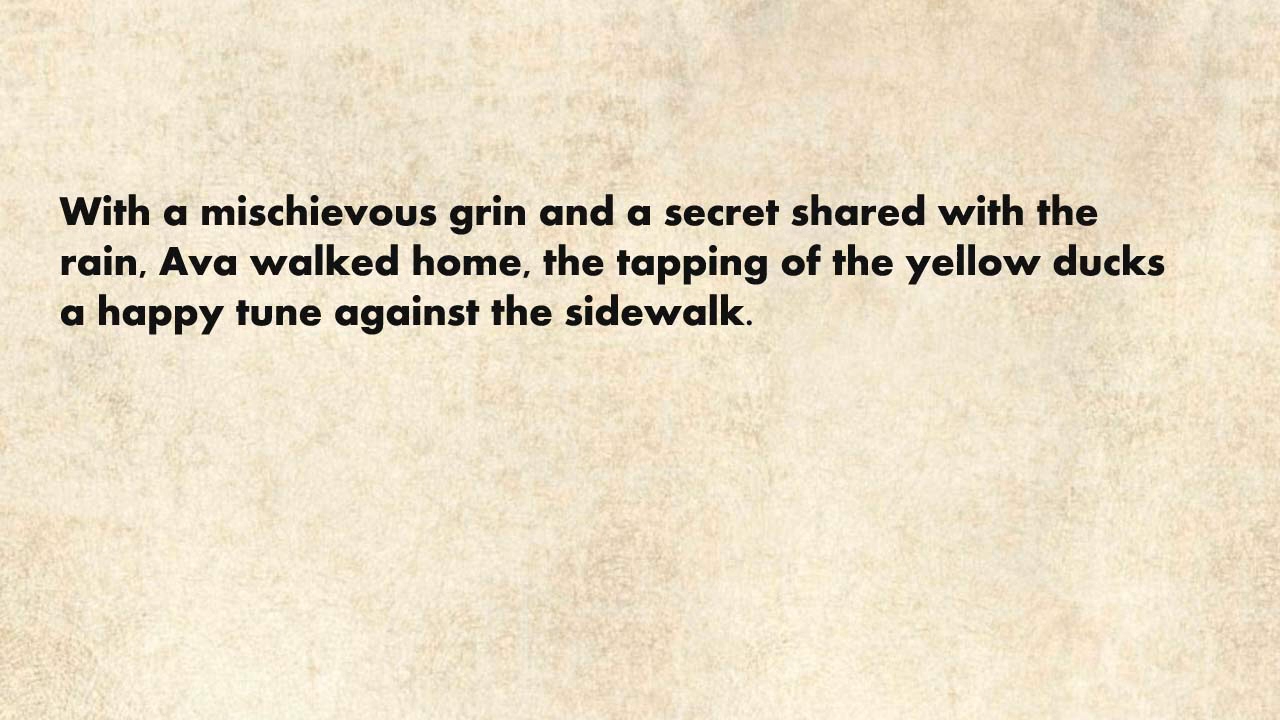 With a mischievous grin and a secret shared with the
rain, Ava walked home, the tapping of the yellow ducks
a happy tune against the sidewalk.